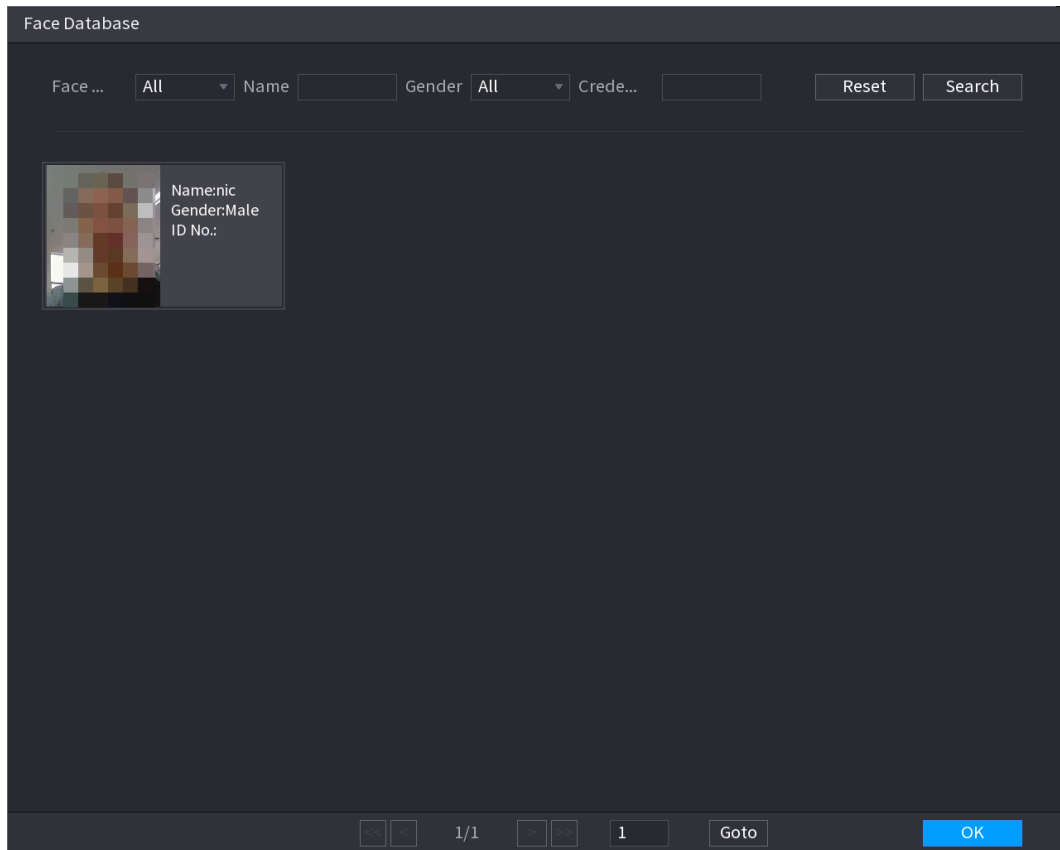 Face Database
Face ... All Name Gender All Crede... Reset Search
Name:nic
Gender:Male
ID No.:
<< < 1/1 > >> 1 Goto OK